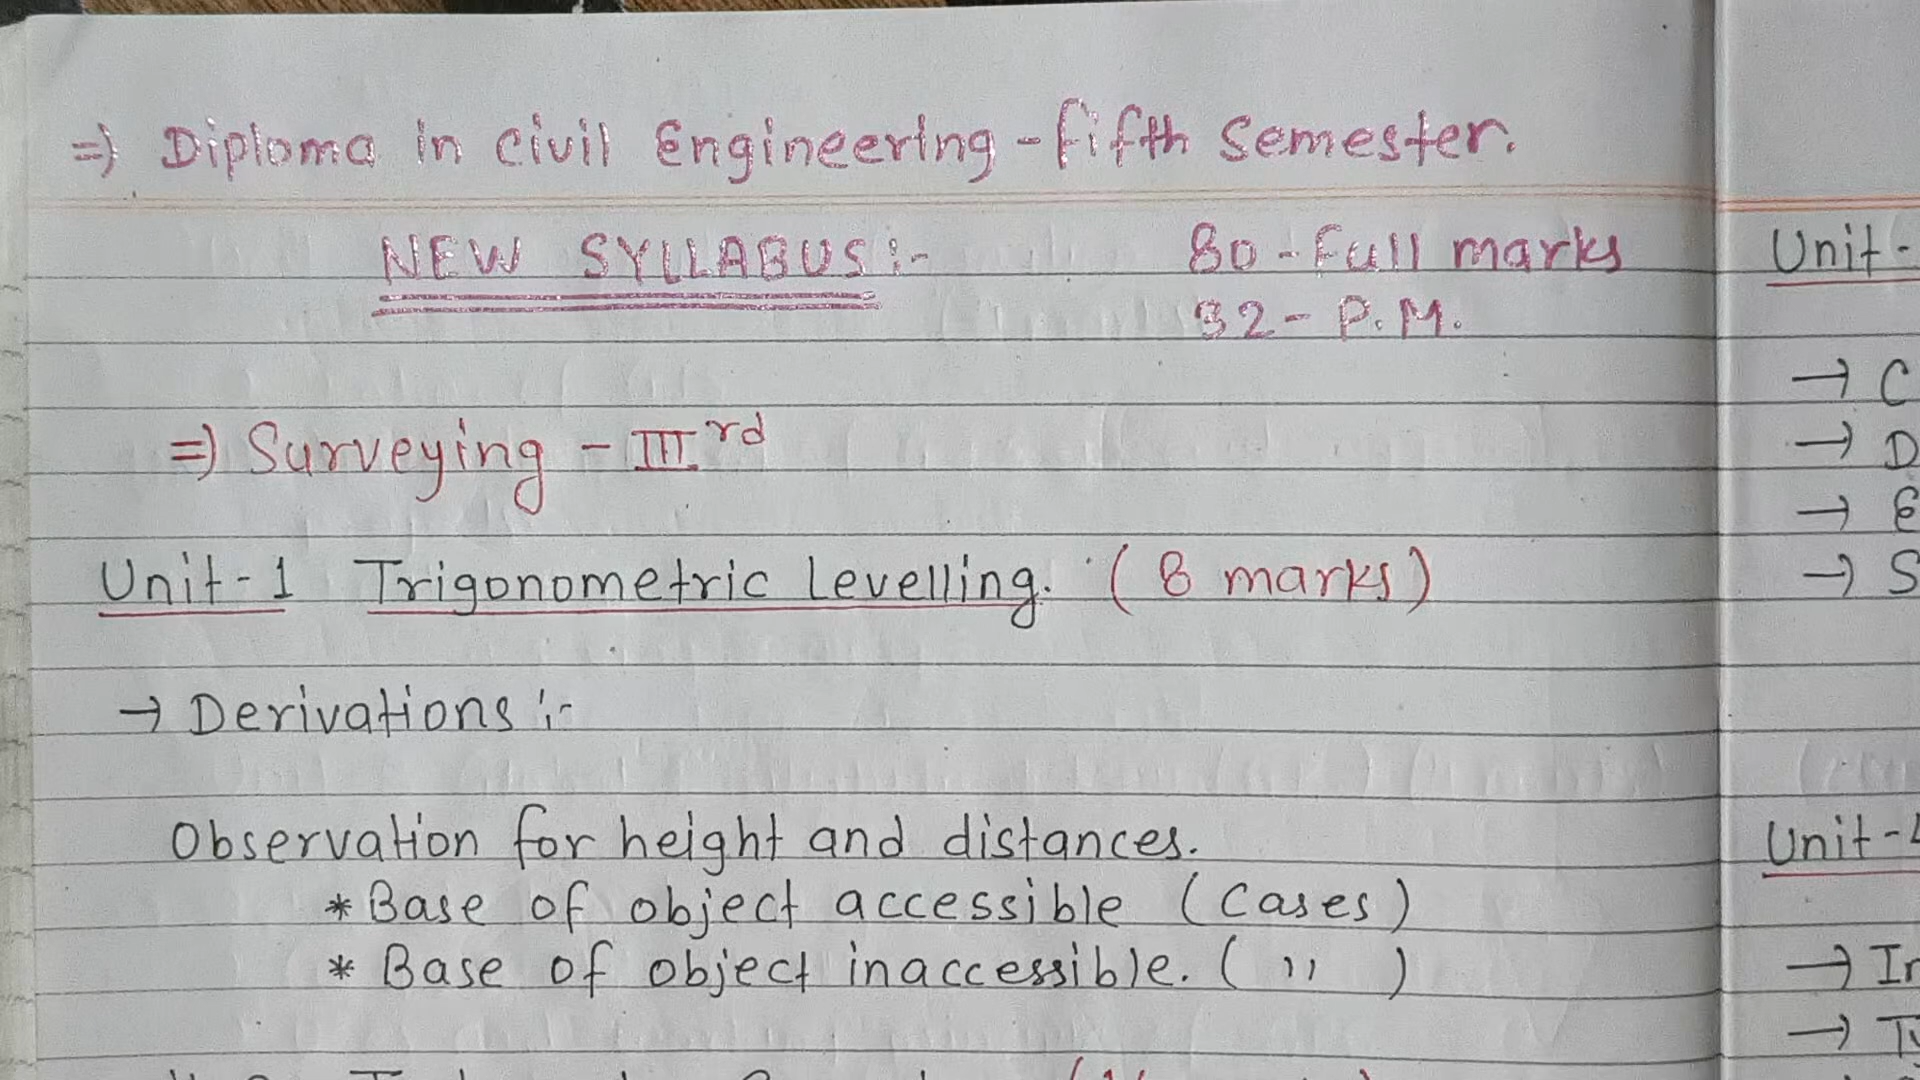 => Diploma in civil Engineering - fifth semester.
NEW SYLLABUS :-
80 - Full marks
32 - P.M.
=> Surveying - III rd
Unit - 1 Trigonometric Levelling. ( 8 marks )
→ Derivations :-
Observation for height and distances.
* Base of object accessible ( Cases )
* Base of object inaccessible. ( ,, )
Unit -
→ C
→ D
→ E
→ S
Unit -
→ In
→ Ty